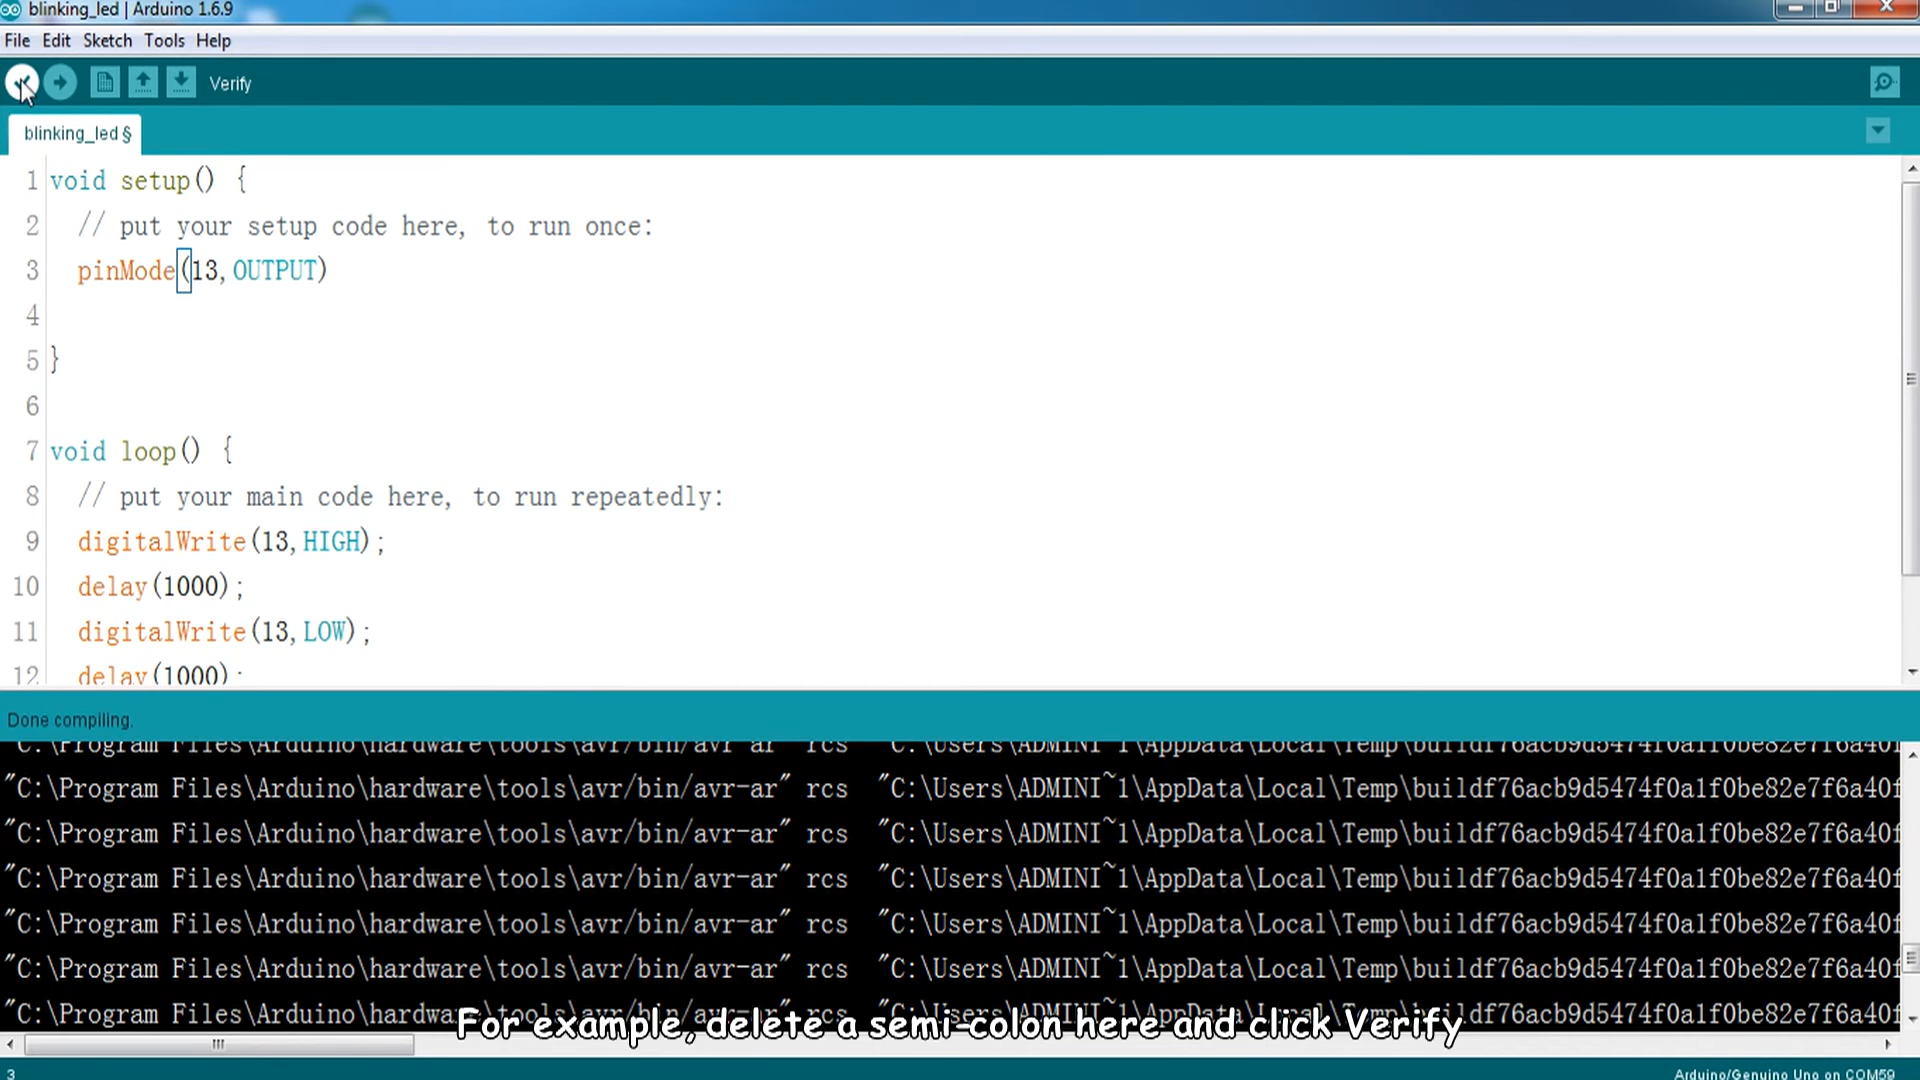 blinking_led | Arduino 1.6.9
File Edit Sketch Tools Help
Verify
blinking_led §
1 void setup() {
2 // put your setup code here, to run once:
3 pinMode(13,OUTPUT)
4
5 }
6
7 void loop() {
8 // put your main code here, to run repeatedly:
9 digitalWrite(13,HIGH);
10 delay(1000);
11 digitalWrite(13,LOW);
12 delay(1000);
Done compiling.
"C:\Program Files\Arduino\hardware\tools\avr/bin/avr-ar" rcs "C:\Users\ADMINI~1\AppData\Local\Temp\buildf76acb9d5474f0a1f0be82e7f6a40f
"C:\Program Files\Arduino\hardware\tools\avr/bin/avr-ar" rcs "C:\Users\ADMINI~1\AppData\Local\Temp\buildf76acb9d5474f0a1f0be82e7f6a40f
"C:\Program Files\Arduino\hardware\tools\avr/bin/avr-ar" rcs "C:\Users\ADMINI~1\AppData\Local\Temp\buildf76acb9d5474f0a1f0be82e7f6a40f
"C:\Program Files\Arduino\hardware\tools\avr/bin/avr-ar" rcs "C:\Users\ADMINI~1\AppData\Local\Temp\buildf76acb9d5474f0a1f0be82e7f6a40f
"C:\Program Files\Arduino\hardware\tools\avr/bin/avr-ar" rcs "C:\Users\ADMINI~1\AppData\Local\Temp\buildf76acb9d5474f0a1f0be82e7f6a40f
"C:\Program Files\Arduino\hardware\tools\avr/bin/avr-ar" rcs "C:\Users\ADMINI~1\AppData\Local\Temp\buildf76acb9d5474f0a1f0be82e7f6a40f
"C:\Program Files\Arduino\hardware\tools\avr/bin/avr-ar" rcs "C:\Users\ADMINI~1\AppData\Local\Temp\buildf76acb9d5474f0a1f0be82e7f6a40f
For example, delete a semi-colon here and click Verify
3
Arduino/Genuino Uno on COM59